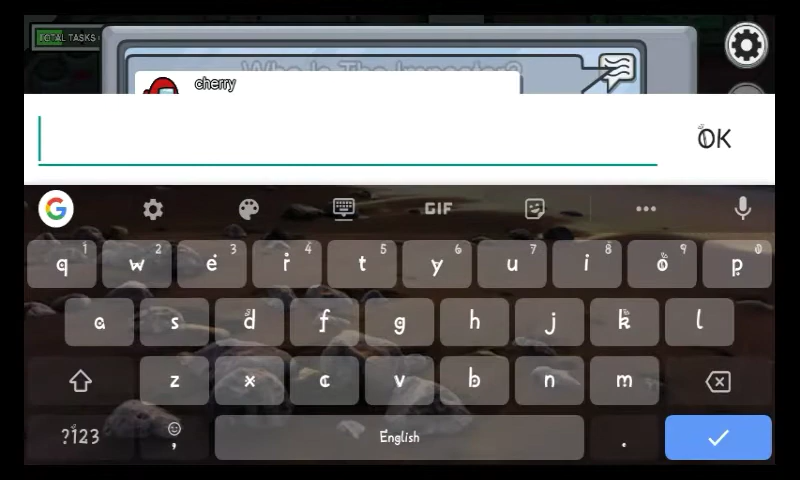 TOTAL TASKS
Who Is The Impostor?
cherry
OK
G GIF
1 2 3 4 5 6 7 8 9 0
q w e r t y u i o p
a s d f g h j k l
z x c v b n m
?123 , English .